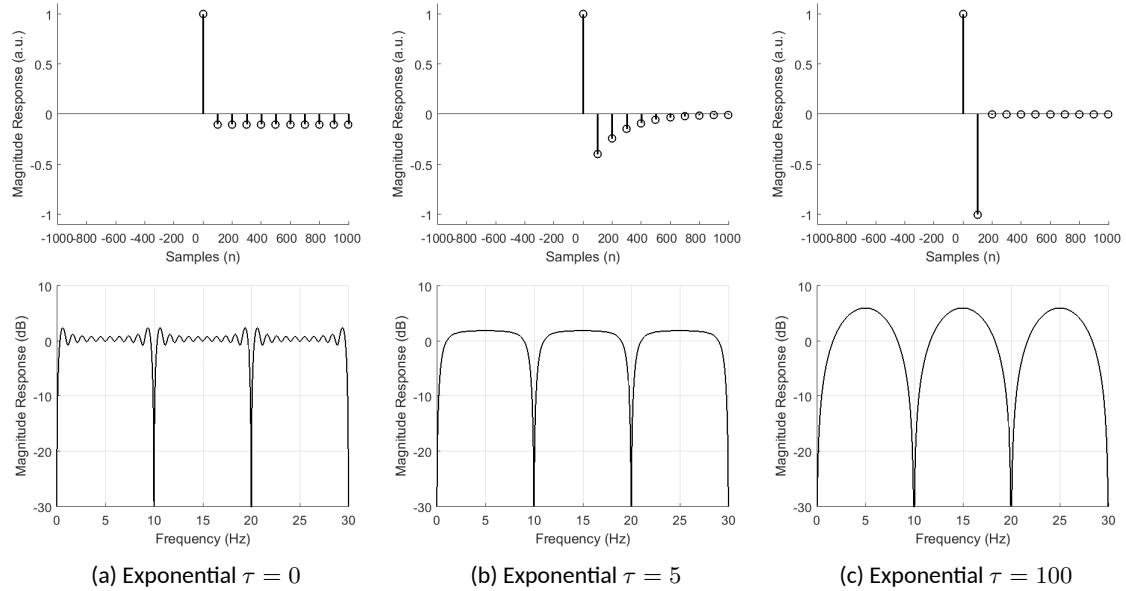 1
0.5
0
-0.5
-1
Magnitude Response (a.u.)
-1000-800 -600 -400 -200 0 200 400 600 800 1000
Samples (n)
1
0.5
0
-0.5
-1
Magnitude Response (a.u.)
-1000-800 -600 -400 -200 0 200 400 600 800 1000
Samples (n)
1
0.5
0
-0.5
-1
Magnitude Response (a.u.)
-1000-800 -600 -400 -200 0 200 400 600 800 1000
Samples (n)
10
0
-10
-20
-30
Magnitude Response (dB)
0 5 10 15 20 25 30
Frequency (Hz)
10
0
-10
-20
-30
Magnitude Response (dB)
0 5 10 15 20 25 30
Frequency (Hz)
10
0
-10
-20
-30
Magnitude Response (dB)
0 5 10 15 20 25 30
Frequency (Hz)
(a) Exponential τ = 0
(b) Exponential τ = 5
(c) Exponential τ = 100